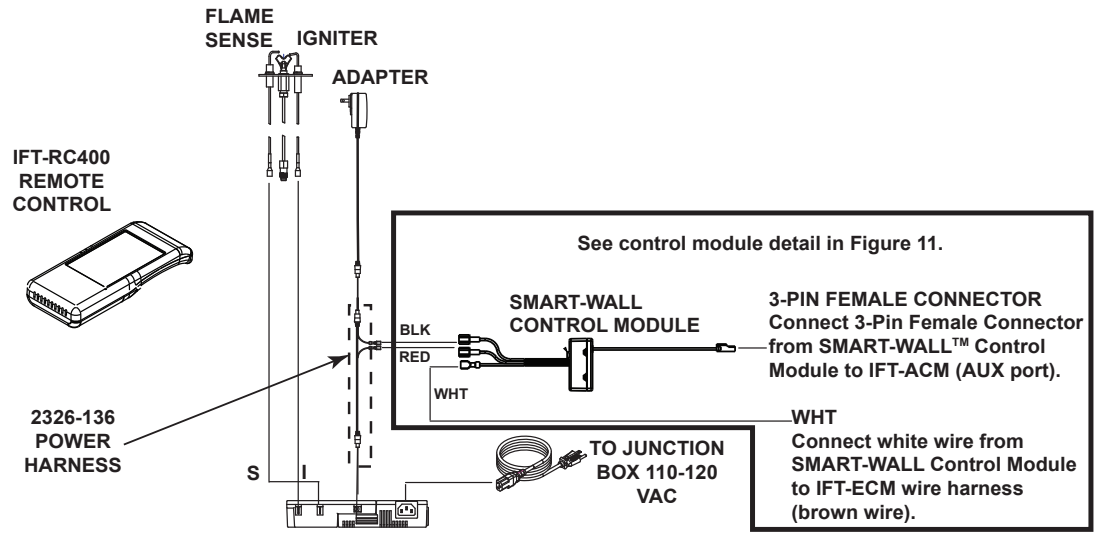 FLAME
SENSE
IGNITER
ADAPTER
IFT-RC400
REMOTE
CONTROL
See control module detail in Figure 11.
SMART-WALL
CONTROL MODULE
3-PIN FEMALE CONNECTOR
Connect 3-Pin Female Connector
from SMART-WALL™ Control
Module to IFT-ACM (AUX port).
BLK
RED
WHT
WHT
Connect white wire from
SMART-WALL Control Module
to IFT-ECM wire harness
(brown wire).
2326-136
POWER
HARNESS
TO JUNCTION
BOX 110-120
VAC
S
I